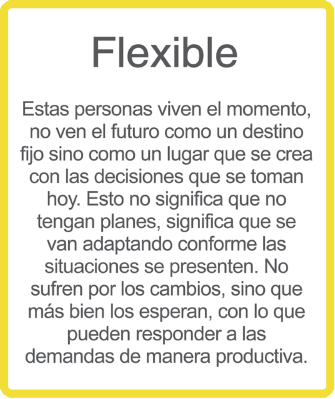 Flexible
Estas personas viven el momento,
no ven el futuro como un destino
fijo sino como un lugar que se crea
con las decisiones que se toman
hoy. Esto no significa que no
tengan planes, significa que se
van adaptando conforme las
situaciones se presenten. No
sufren por los cambios, sino que
más bien los esperan, con lo que
pueden responder a las
demandas de manera productiva.